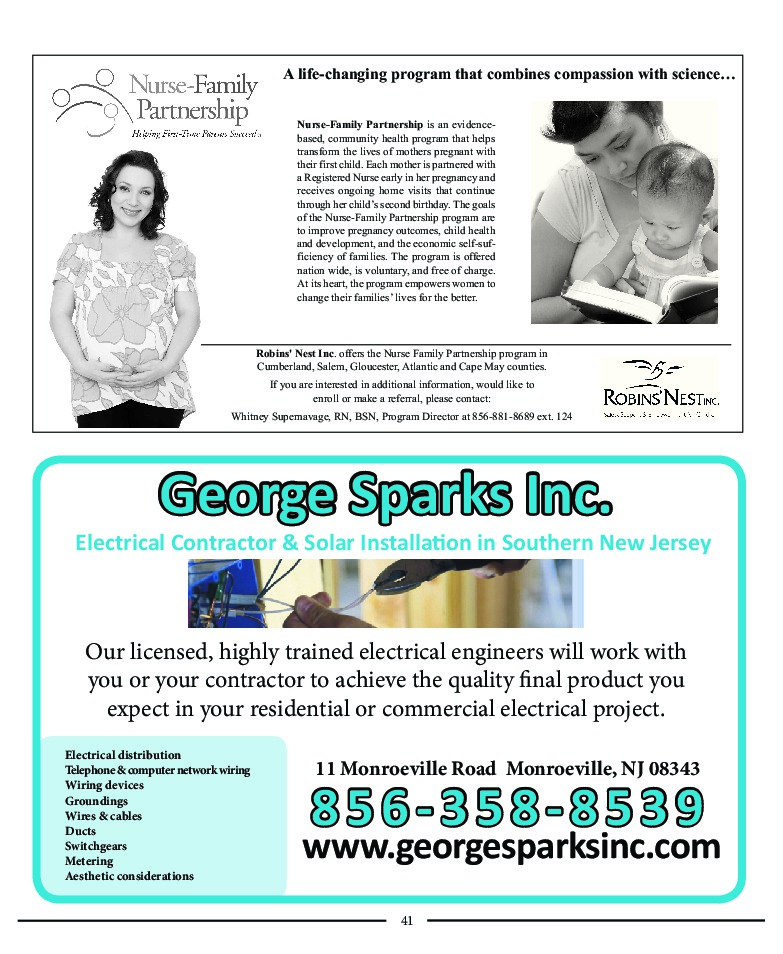 Nurse-Family
Partnership
Helping First-Time Parents Succeed
A life-changing program that combines compassion with science…
Nurse-Family Partnership is an evidence-
based, community health program that helps
transform the lives of mothers pregnant with
their first child. Each mother is partnered with
a Registered Nurse early in her pregnancy and
receives ongoing home visits that continue
through her child's second birthday. The goals
of the Nurse-Family Partnership program are
to improve pregnancy outcomes, child health
and development, and the economic self-suf-
ficiency of families. The program is offered
nation wide, is voluntary, and free of charge.
At its heart, the program empowers women to
change their families' lives for the better.
Robins' Nest Inc. offers the Nurse Family Partnership program in
Cumberland, Salem, Gloucester, Atlantic and Cape May counties.
If you are interested in additional information, would like to
enroll or make a referral, please contact:
Whitney Supernavage, RN, BSN, Program Director at 856-881-8689 ext. 124
ROBINS' NEST INC.
George Sparks Inc.
Electrical Contractor & Solar Installation in Southern New Jersey
Our licensed, highly trained electrical engineers will work with
you or your contractor to achieve the quality final product you
expect in your residential or commercial electrical project.
Electrical distribution
Telephone & computer network wiring
Wiring devices
Groundings
Wires & cables
Ducts
Switchgears
Metering
Aesthetic considerations
11 Monroeville Road Monroeville, NJ 08343
856-358-8539
www.georgesparksinc.com
41